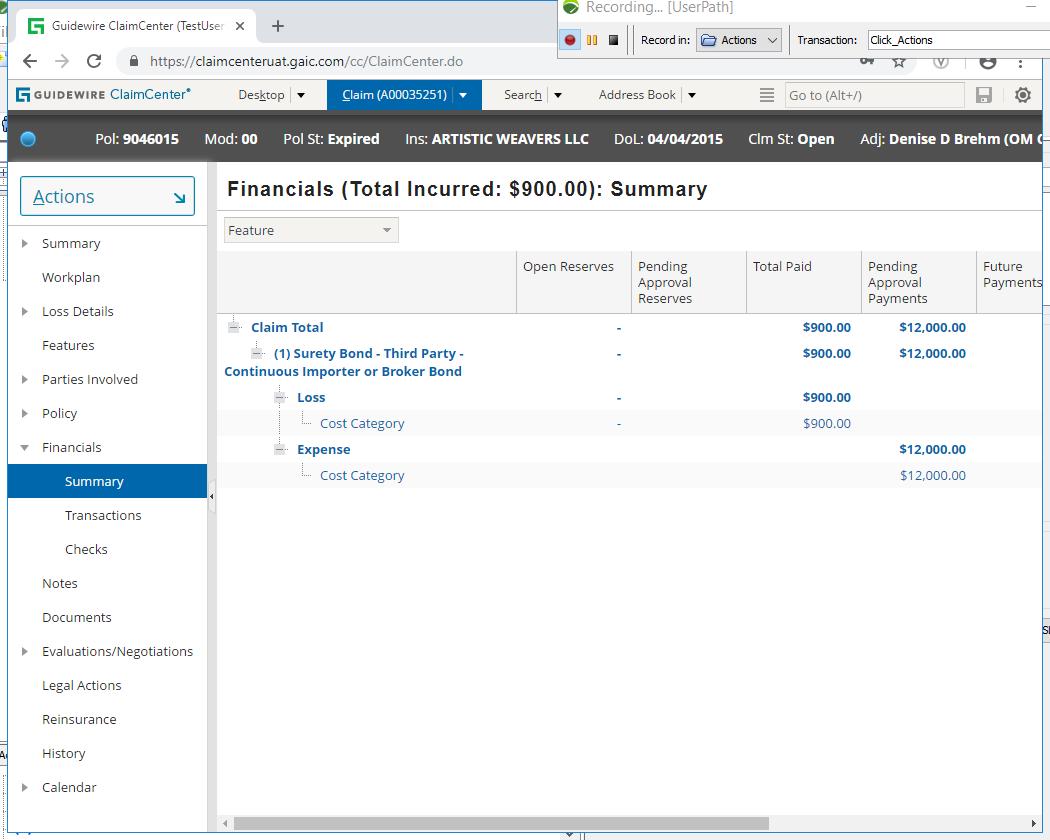 Guidewire ClaimCenter (TestUser
Recording... [UserPath]
Record in: Actions Transaction: Click_Actions
https://claimcenteruat.gaic.com/cc/ClaimCenter.do
GUIDEWIRE ClaimCenter
Desktop
Claim (A00035251)
Search
Address Book
Go to (Alt+/)
Pol: 9046015 Mod: 00 Pol St: Expired Ins: ARTISTIC WEAVERS LLC DoL: 04/04/2015 Clm St: Open Adj: Denise D Brehm (OM
Actions
Summary
Workplan
Loss Details
Features
Parties Involved
Policy
Financials
Summary
Transactions
Checks
Notes
Documents
Evaluations/Negotiations
Legal Actions
Reinsurance
History
Calendar
Financials (Total Incurred: $900.00): Summary
Feature
Open Reserves
Pending
Approval
Reserves
Total Paid
Pending
Approval
Payments
Future
Payments
Claim Total - $900.00 $12,000.00
(1) Surety Bond - Third Party - - $900.00 $12,000.00
Continuous Importer or Broker Bond
Loss - $900.00
Cost Category - $900.00
Expense $12,000.00
Cost Category $12,000.00